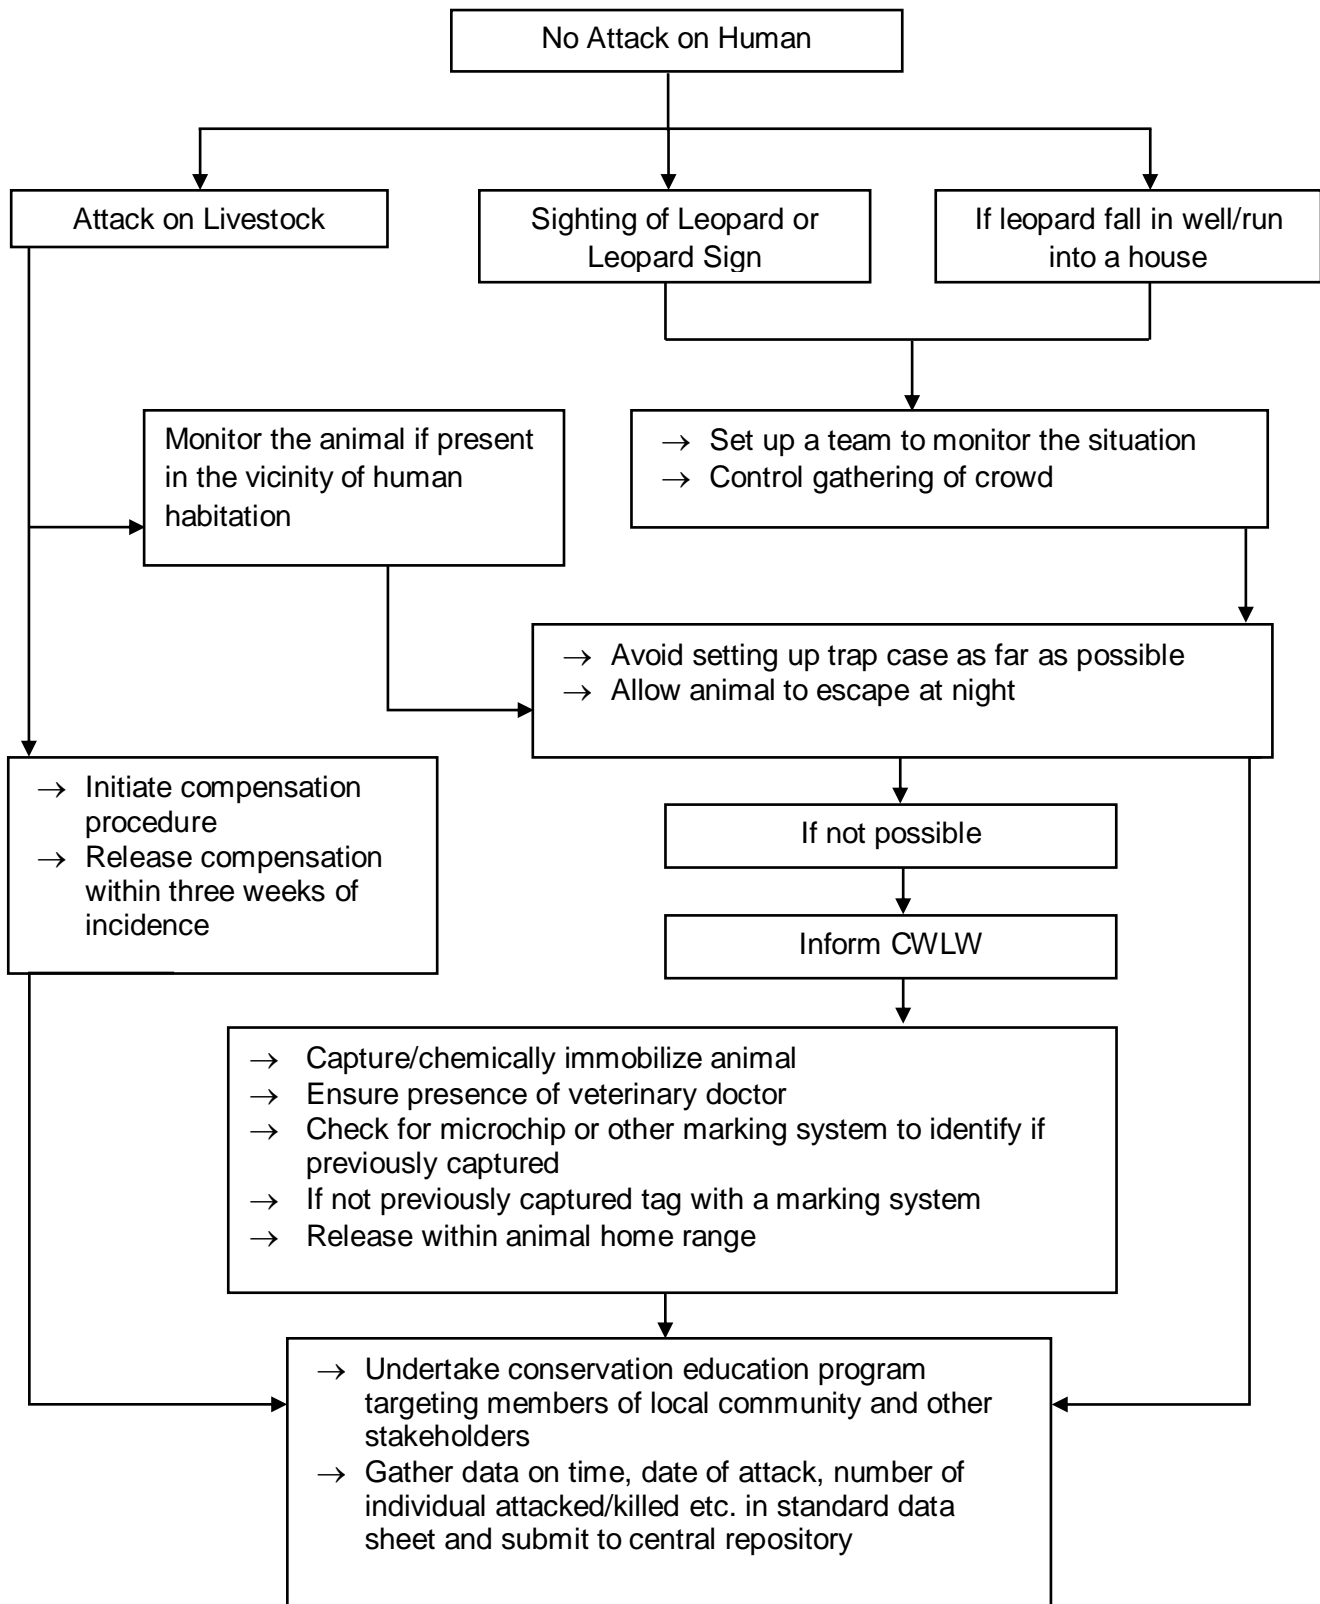 No Attack on Human
Attack on Livestock
Sighting of Leopard or
Leopard Sign
If leopard fall in well/run
into a house
Monitor the animal if present
in the vicinity of human
habitation
→ Set up a team to monitor the situation
→ Control gathering of crowd
→ Avoid setting up trap case as far as possible
→ Allow animal to escape at night
→ Initiate compensation
procedure
→ Release compensation
within three weeks of
incidence
If not possible
Inform CWLW
→ Capture/chemically immobilize animal
→ Ensure presence of veterinary doctor
→ Check for microchip or other marking system to identify if
previously captured
→ If not previously captured tag with a marking system
→ Release within animal home range
→ Undertake conservation education program
targeting members of local community and other
stakeholders
→ Gather data on time, date of attack, number of
individual attacked/killed etc. in standard data
sheet and submit to central repository